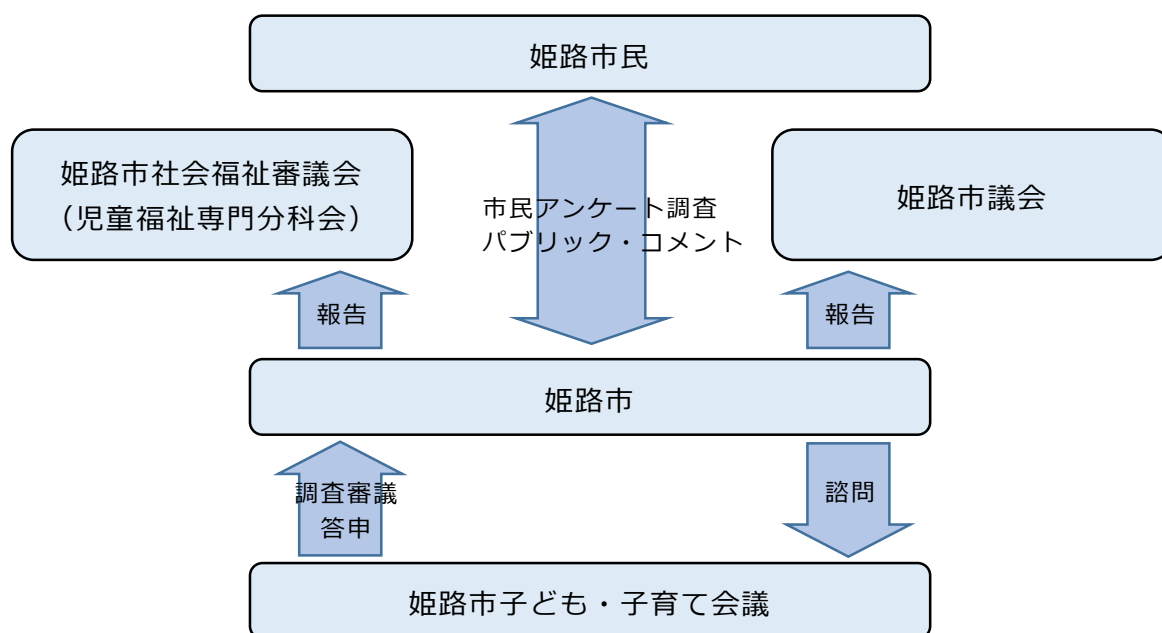 姫路市民
姫路市社会福祉審議会
（児童福祉専門分科会）
市民アンケート調査
パブリック・コメント
姫路市議会
報告
報告
姫路市
調査審議
答申
諮問
姫路市子ども・子育て会議